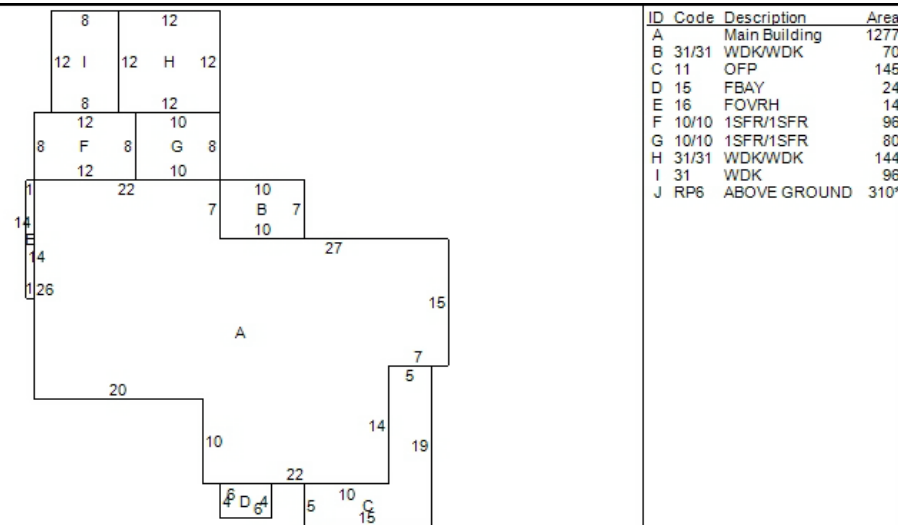 8 12
12 I 12 H 12
8 12
12 10
8 F 8 G 8
12 10
1 22 10
7 B 7
14 10
E 27
14
1 26 15
A
7
5
20
14
10 19
22
6 10
4 D 4 5 C
6 15
ID Code Description Area
A Main Building 1277
B 31/31 WDK/WDK 70
C 11 OFP 145
D 15 FBAY 24
E 16 FOVRH 14
F 10/10 1SFR/1SFR 96
G 10/10 1SFR/1SFR 80
H 31/31 WDK/WDK 144
I 31 WDK 96
J RP6 ABOVE GROUND 310*